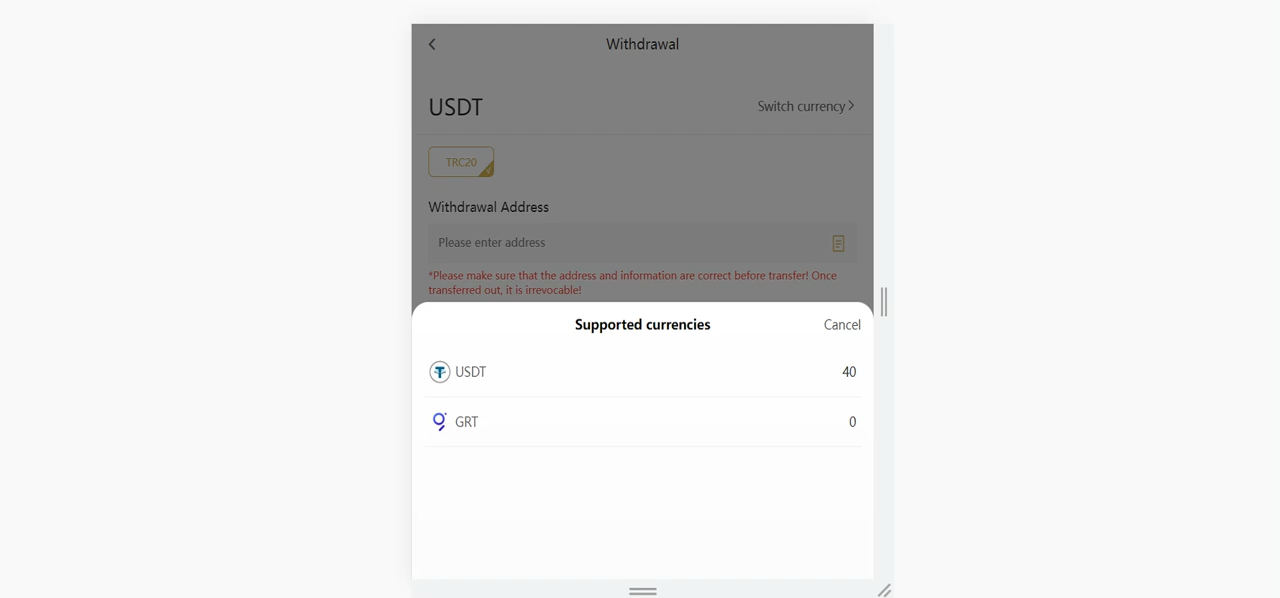 Withdrawal
USDT
Switch currency
TRC20
Withdrawal Address
Please enter address
*Please make sure that the address and information are correct before transfer! Once
transferred out, it is irrevocable!
Supported currencies
Cancel
USDT
40
GRT
0